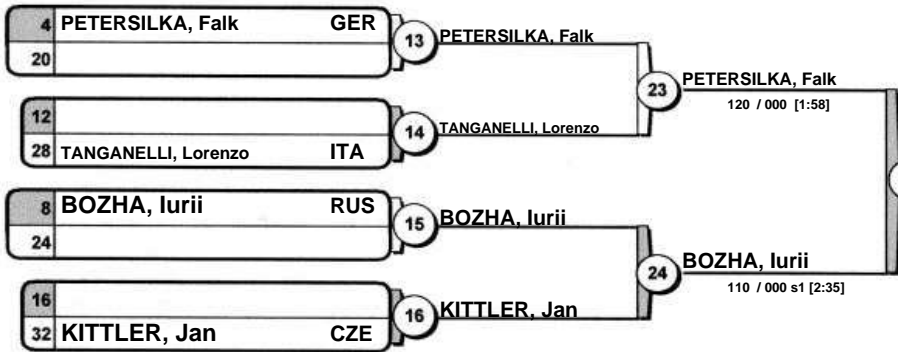 4 PETERSILKA, Falk GER
20
13 PETERSILKA, Falk
23 PETERSILKA, Falk
120 / 000 [1:58]
12
28 TANGANELLI, Lorenzo ITA
14 TANGANELLI, Lorenzo
8 BOZHA, Iurii RUS
24
15 BOZHA, Iurii
24 BOZHA, Iurii
110 / 000 s1 [2:35]
16
32 KITTLER, Jan CZE
16 KITTLER, Jan